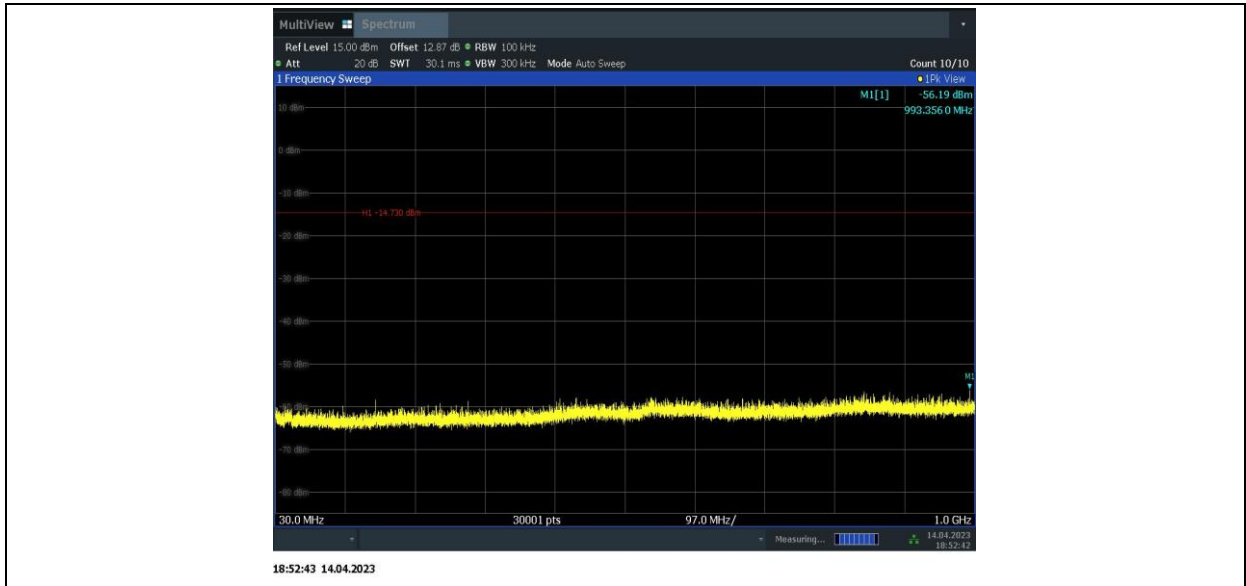 MultiView Spectrum
Ref Level 15.00 dBm Offset 12.87 dB RBW 100 kHz
Att 20 dB SWT 30.1 ms VBW 300 kHz Mode Auto Sweep Count 10/10
1 Frequency Sweep 1Pk View
M1[1] -56.19 dBm
993.3560 MHz
10 dBm
0 dBm
-10 dBm
H1 -14.730 dBm
-20 dBm
-30 dBm
-40 dBm
-50 dBm
M1
-60 dBm
-70 dBm
-80 dBm
30.0 MHz 30001 pts 97.0 MHz/ 1.0 GHz
Measuring... 14.04.2023
18:52:42
18:52:43 14.04.2023